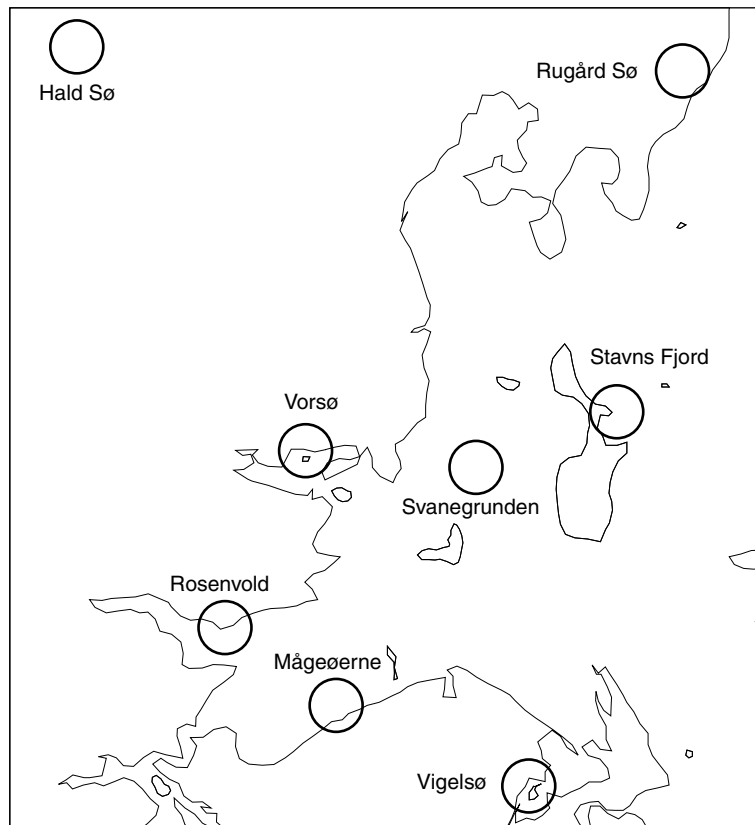 Hald Sø
Rugård Sø
Stavns Fjord
Vorsø
Svanegrunden
Rosenvold
Mågeøerne
Vigelsø